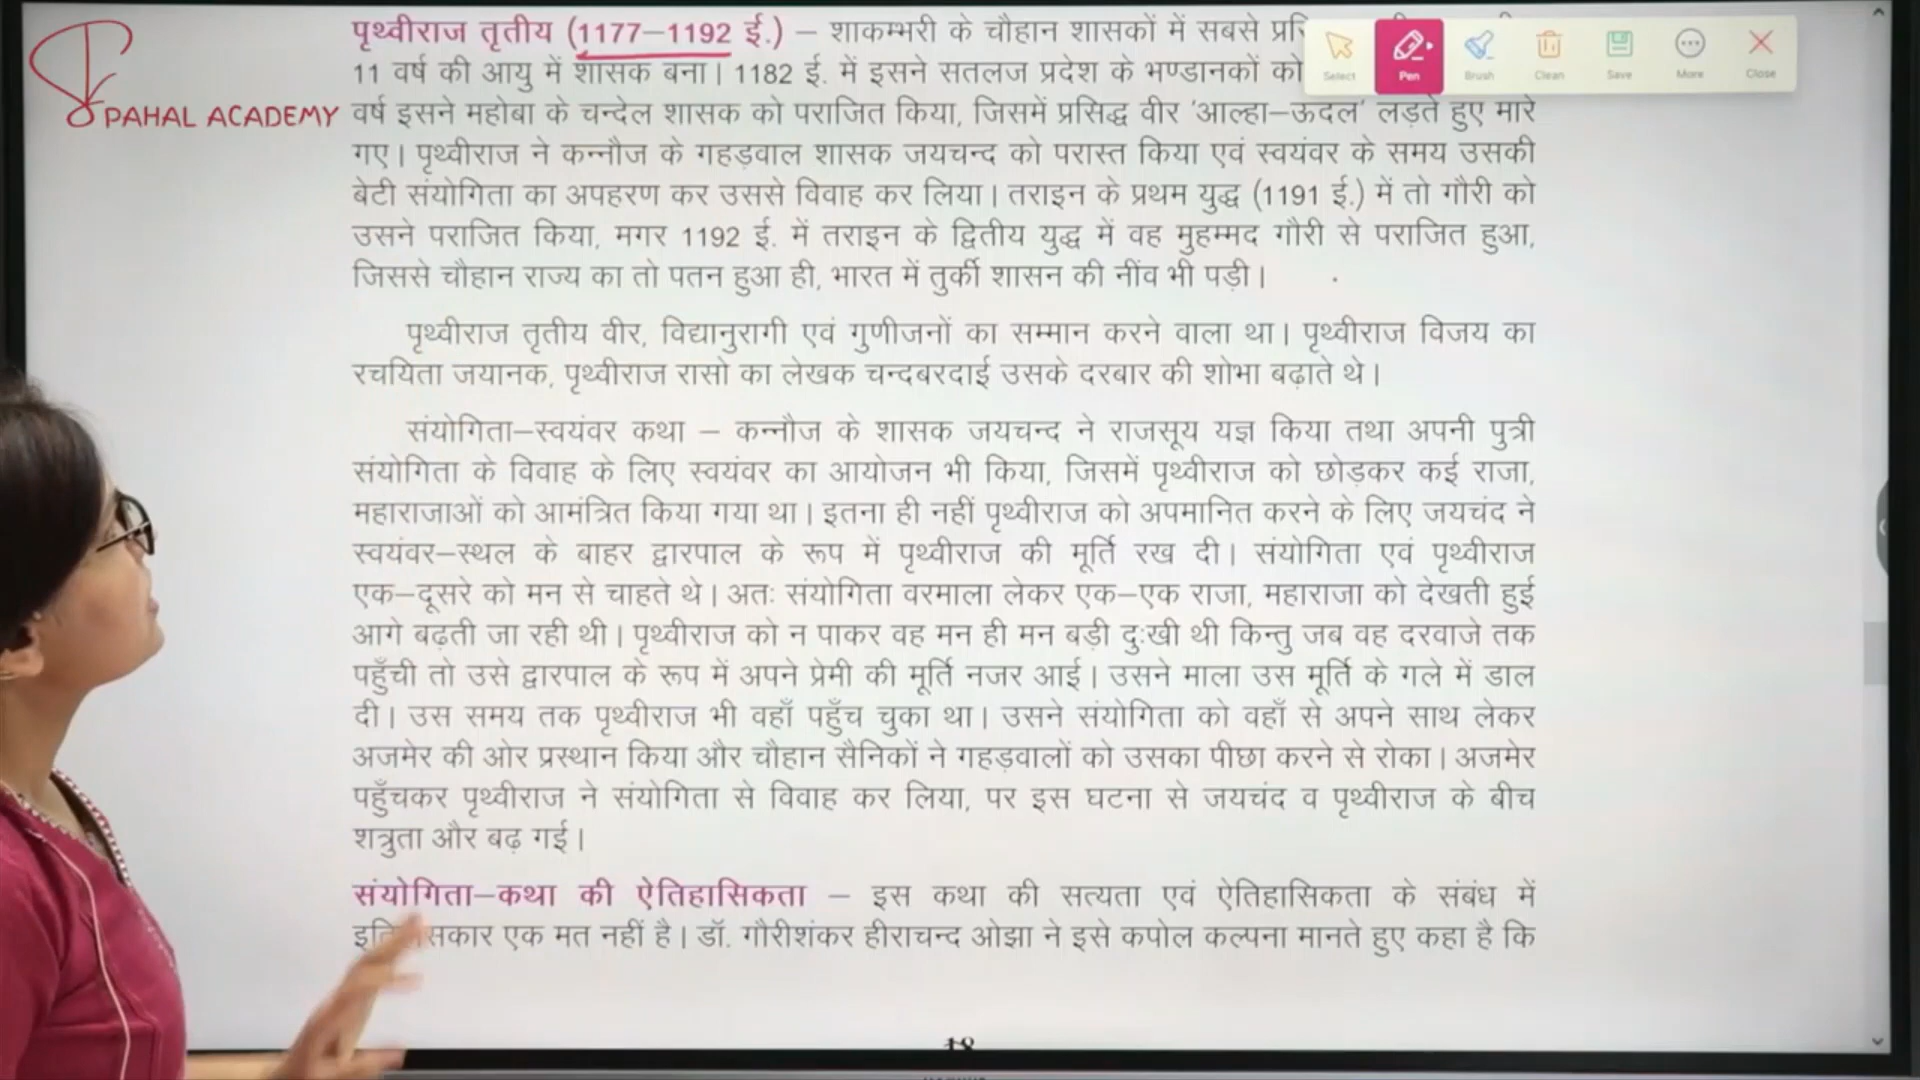 पृथ्वीराज तृतीय (1177–1192 ई.) – शाकम्भरी के चौहान शासकों में सबसे
Select Pen Brush Clean Save More Close
11 वर्ष की आयु में शासक बना। 1182 ई. में इसने सतलज प्रदेश के भण्डानकों को
PAHAL ACADEMY
वर्ष इसने महोबा के चन्देल शासक को पराजित किया, जिसमें प्रसिद्ध वीर 'आल्हा–ऊदल' लड़ते हुए मारे
गए। पृथ्वीराज ने कन्नौज के गहड़वाल शासक जयचन्द को परास्त किया एवं स्वयंवर के समय उसकी
बेटी संयोगिता का अपहरण कर उससे विवाह कर लिया। तराइन के प्रथम युद्ध (1191 ई.) में तो गौरी को
उसने पराजित किया, मगर 1192 ई. में तराइन के द्वितीय युद्ध में वह मुहम्मद गौरी से पराजित हुआ,
जिससे चौहान राज्य का तो पतन हुआ ही, भारत में तुर्की शासन की नींव भी पड़ी।
पृथ्वीराज तृतीय वीर, विद्यानुरागी एवं गुणीजनों का सम्मान करने वाला था। पृथ्वीराज विजय का
रचयिता जयानक, पृथ्वीराज रासो का लेखक चन्दबरदाई उसके दरबार की शोभा बढ़ाते थे।
संयोगिता–स्वयंवर कथा – कन्नौज के शासक जयचन्द ने राजसूय यज्ञ किया तथा अपनी पुत्री
संयोगिता के विवाह के लिए स्वयंवर का आयोजन भी किया, जिसमें पृथ्वीराज को छोड़कर कई राजा,
महाराजाओं को आमंत्रित किया गया था। इतना ही नहीं पृथ्वीराज को अपमानित करने के लिए जयचंद ने
स्वयंवर–स्थल के बाहर द्वारपाल के रूप में पृथ्वीराज की मूर्ति रख दी। संयोगिता एवं पृथ्वीराज
एक–दूसरे को मन से चाहते थे। अतः संयोगिता वरमाला लेकर एक–एक राजा, महाराजा को देखती हुई
आगे बढ़ती जा रही थी। पृथ्वीराज को न पाकर वह मन ही मन बड़ी दुःखी थी किन्तु जब वह दरवाजे तक
पहुँची तो उसे द्वारपाल के रूप में अपने प्रेमी की मूर्ति नजर आई। उसने माला उस मूर्ति के गले में डाल
दी। उस समय तक पृथ्वीराज भी वहाँ पहुँच चुका था। उसने संयोगिता को वहाँ से अपने साथ लेकर
अजमेर की ओर प्रस्थान किया और चौहान सैनिकों ने गहड़वालों को उसका पीछा करने से रोका। अजमेर
पहुँचकर पृथ्वीराज ने संयोगिता से विवाह कर लिया, पर इस घटना से जयचंद व पृथ्वीराज के बीच
शत्रुता और बढ़ गई।
संयोगिता–कथा की ऐतिहासिकता – इस कथा की सत्यता एवं ऐतिहासिकता के संबंध में
एक मत नहीं है। डॉ. गौरीशंकर हीराचन्द ओझा ने इसे कपोल कल्पना मानते हुए कहा है कि